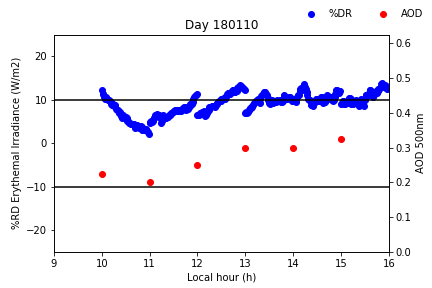 %DR AOD
Day 180110
%RD Erythermal Irradiance (W/m2)
20
10
0
−10
−20
0.6
0.5
0.4
0.3
0.2
0.1
0.0
AOD 500nm
9 10 11 12 13 14 15 16
Local hour (h)